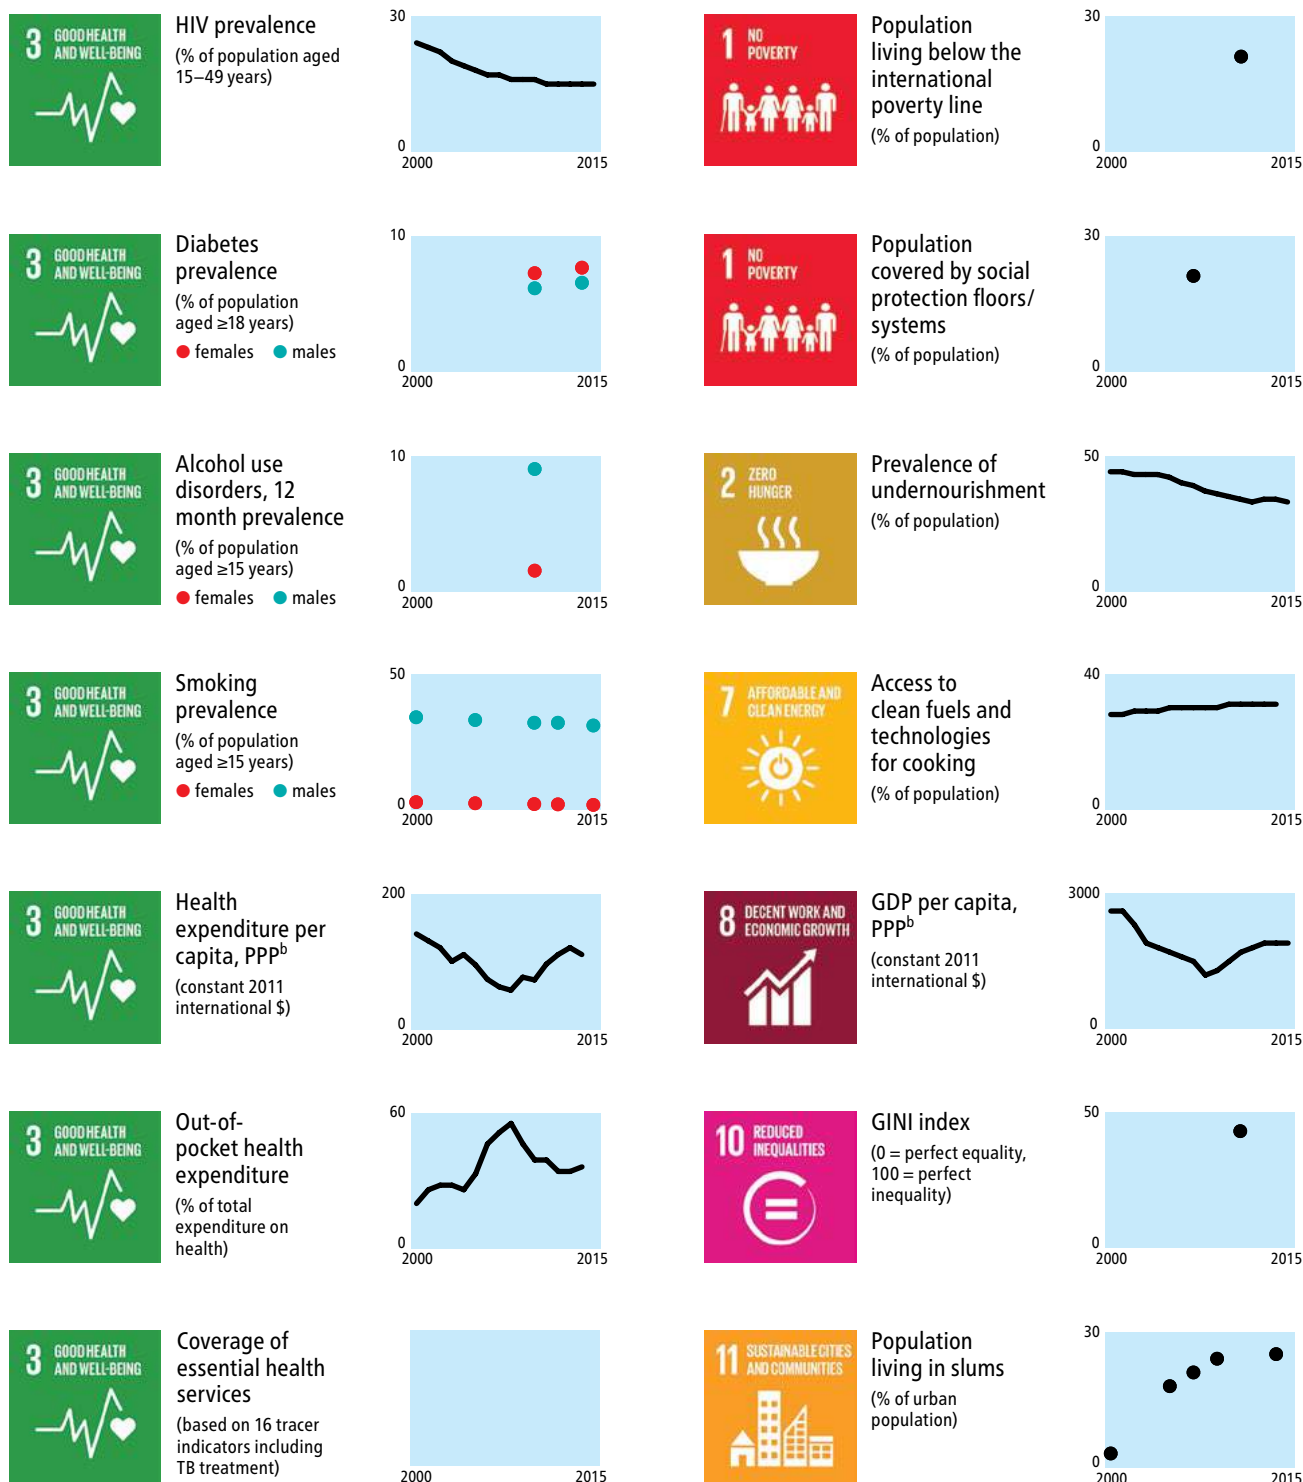 3 GOOD HEALTH
AND WELL-BEING
HIV prevalence
(% of population aged
15–49 years)
30
0
2000 2015
3 GOOD HEALTH
AND WELL-BEING
Diabetes
prevalence
(% of population
aged ≥18 years)
females males
10
0
2000 2015
3 GOOD HEALTH
AND WELL-BEING
Alcohol use
disorders, 12
month prevalence
(% of population
aged ≥15 years)
females males
10
0
2000 2015
3 GOOD HEALTH
AND WELL-BEING
Smoking
prevalence
(% of population
aged ≥15 years)
females males
50
0
2000 2015
3 GOOD HEALTH
AND WELL-BEING
Health
expenditure per
capita, PPPb
(constant 2011
international $)
200
0
2000 2015
3 GOOD HEALTH
AND WELL-BEING
Out-of-
pocket health
expenditure
(% of total
expenditure on
health)
60
0
2000 2015
3 GOOD HEALTH
AND WELL-BEING
Coverage of
essential health
services
(based on 16 tracer
indicators including
TB treatment)
2000 2015
1 NO
POVERTY
Population
living below the
international
poverty line
(% of population)
30
0
2000 2015
1 NO
POVERTY
Population
covered by social
protection floors/
systems
(% of population)
30
0
2000 2015
2 ZERO
HUNGER
Prevalence of
undernourishment
(% of population)
50
0
2000 2015
7 AFFORDABLE AND
CLEAN ENERGY
Access to
clean fuels and
technologies
for cooking
(% of population)
40
0
2000 2015
8 DECENT WORK AND
ECONOMIC GROWTH
GDP per capita,
PPPb
(constant 2011
international $)
3000
0
2000 2015
10 REDUCED
INEQUALITIES
GINI index
(0 = perfect equality,
100 = perfect
inequality)
50
0
2000 2015
11 SUSTAINABLE CITIES
AND COMMUNITIES
Population
living in slums
(% of urban
population)
30
0
2000 2015